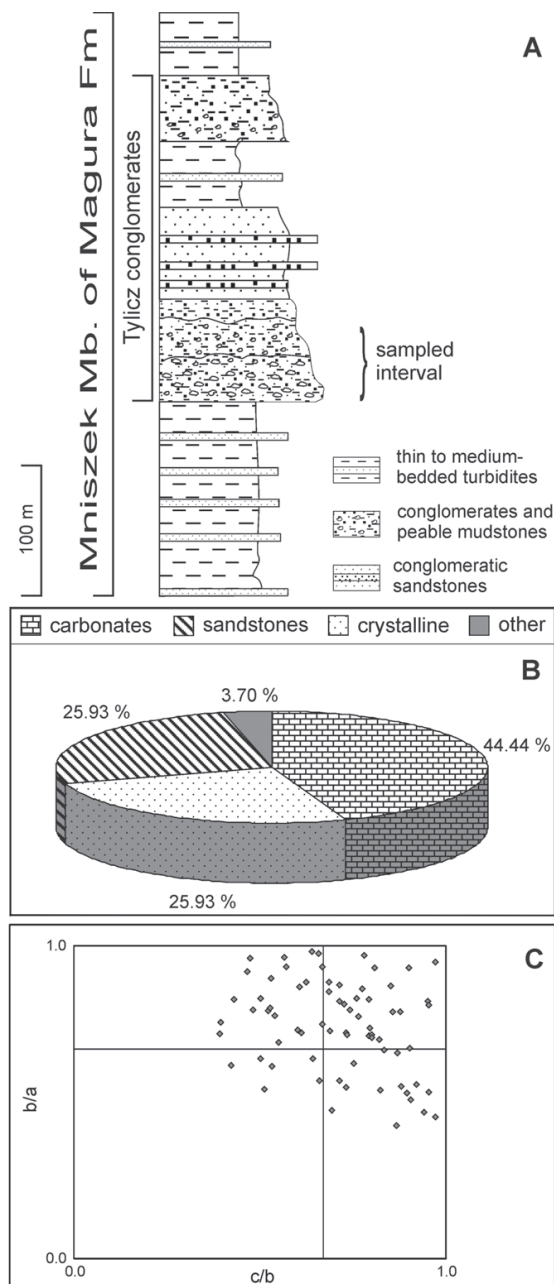 A
Mniszek Mb. of Magura Fm
Tylicz conglomerates
100 m
sampled
interval
thin to medium-
bedded turbidites
conglomerates and
peable mudstones
conglomeratic
sandstones
carbonates sandstones crystalline other
B
3.70 %
25.93 %
44.44 %
25.93 %
C
1.0
b/a
0.0
0.0
c/b
1.0